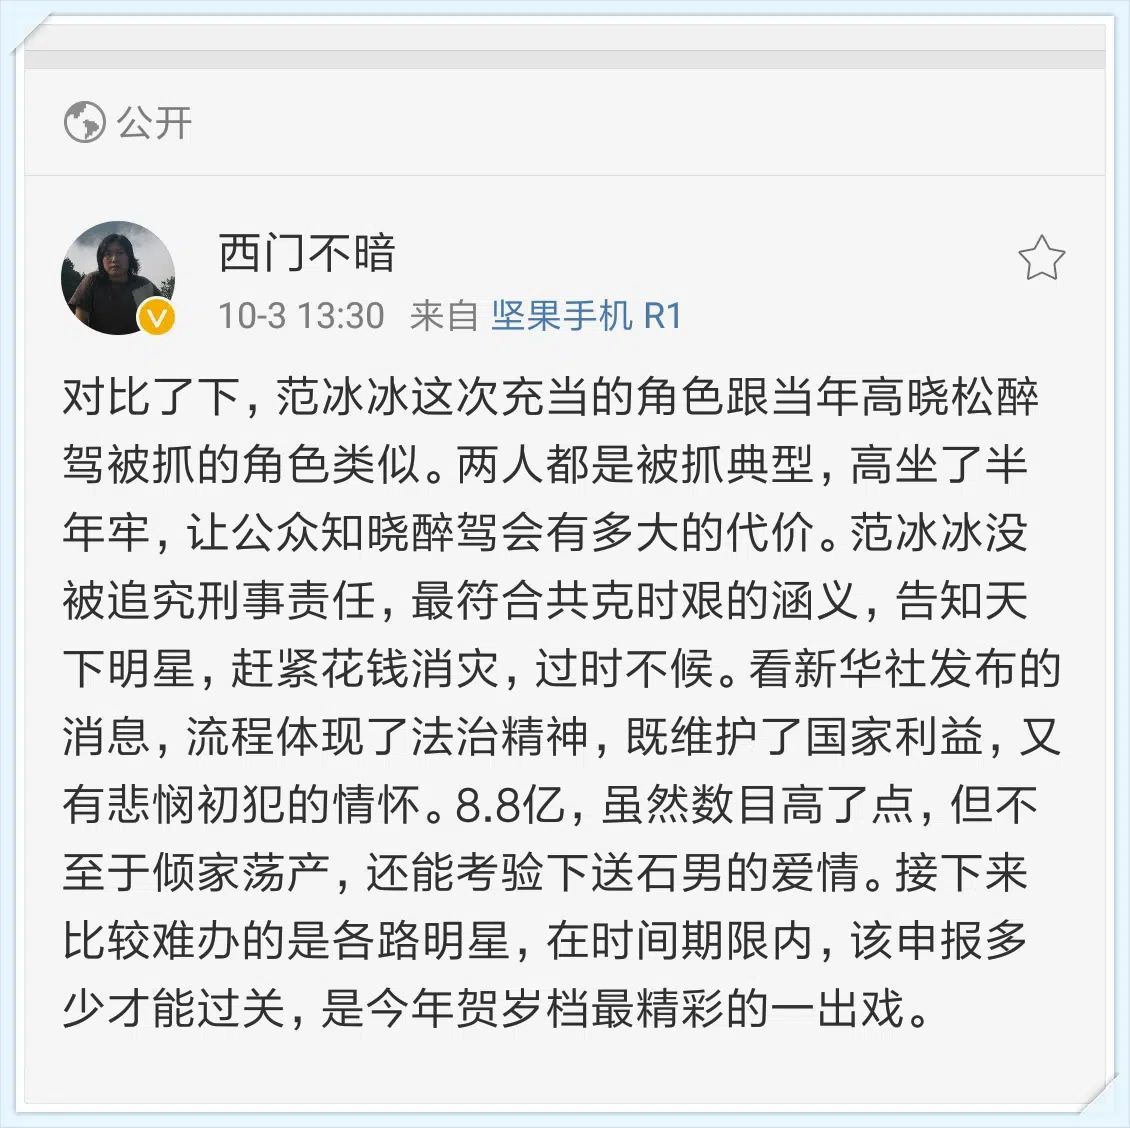 公开
西门不暗
10-3 13:30 来自 坚果手机 R1
对比了下，范冰冰这次充当的角色跟当年高晓松醉
驾被抓的角色类似。两人都是被抓典型，高坐了半
年牢，让公众知晓醉驾会有多大的代价。范冰冰没
被追究刑事责任，最符合共克时艰的涵义，告知天
下明星，赶紧花钱消灾，过时不候。看新华社发布的
消息，流程体现了法治精神，既维护了国家利益，又
有悲悯初犯的情怀。8.8亿，虽然数目高了点，但不
至于倾家荡产，还能考验下送石男的爱情。接下来
比较难办的是各路明星，在时间期限内，该申报多
少才能过关，是今年贺岁档最精彩的一出戏。